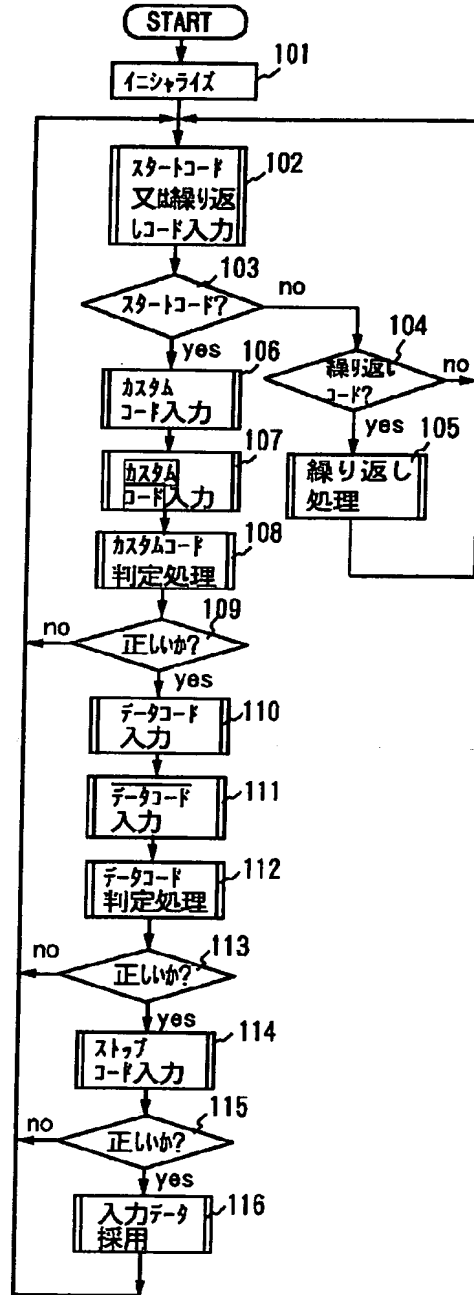 START
101
イニシャライズ
102
スタートコード
又は繰り返
しコード入力
103
スタートコード?
no
yes
104
繰り返し
コード?
no
yes
105
繰り返し
処理
106
カスタム
コード入力
107
カスタム
コード入力
108
カスタムコード
判定処理
109
正しいか?
no
yes
110
データコード
入力
111
データコード
入力
112
データコード
判定処理
113
正しいか?
no
yes
114
ストップ
コード入力
115
正しいか?
no
yes
116
入力データ
採用